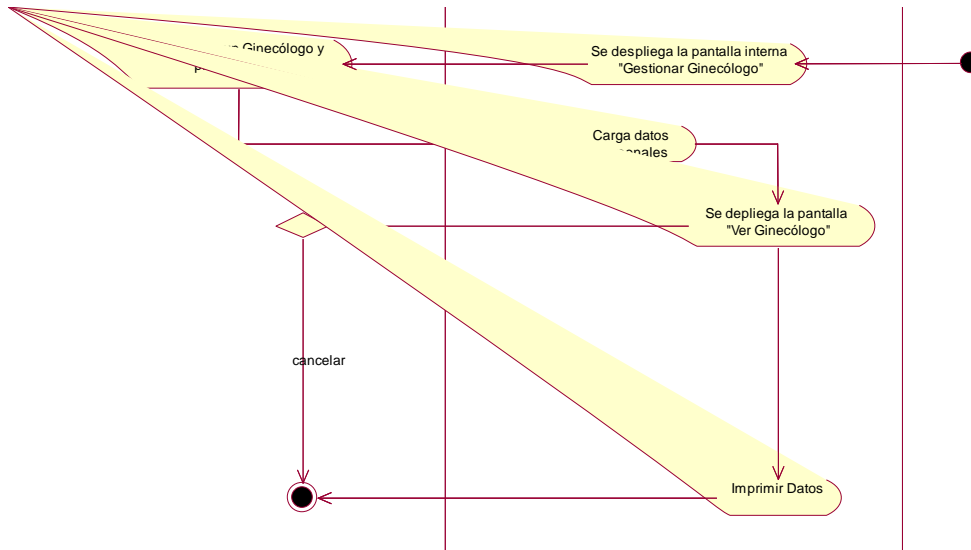 Ginecólogo y
Se despliega la pantalla interna
"Gestionar Ginecólogo"
Carga datos
Se depliega la pantalla
"Ver Ginecólogo"
cancelar
Imprimir Datos